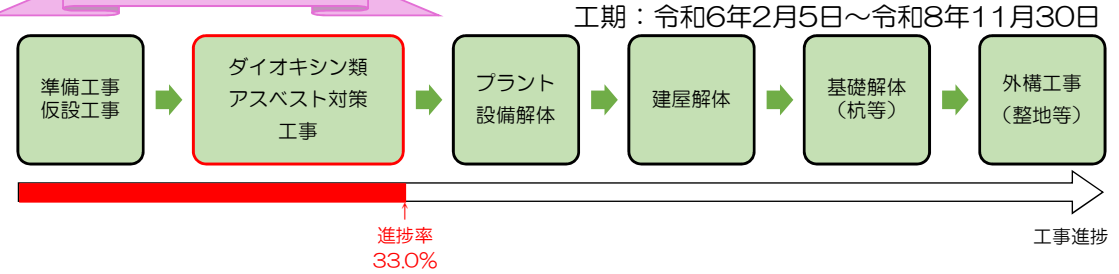 工期：令和6年2月5日～令和8年11月30日
準備工事
仮設工事
ダイオキシン類
アスベスト対策
工事
プラント
設備解体
建屋解体
基礎解体
（杭等）
外構工事
（整地等）
進捗率
33.0%
工事進捗